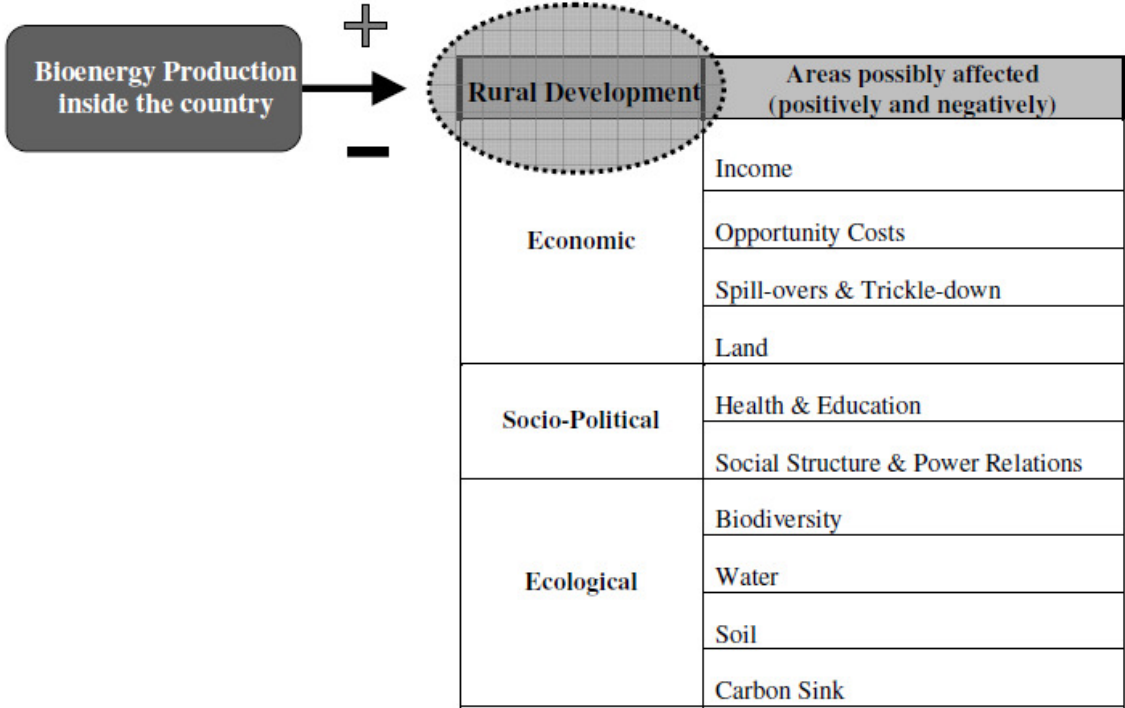 Bioenergy Production
inside the country
+
-
Rural Development
Areas possibly affected
(positively and negatively)
Economic
Income
Opportunity Costs
Spill-overs & Trickle-down
Land
Socio-Political
Health & Education
Social Structure & Power Relations
Ecological
Biodiversity
Water
Soil
Carbon Sink